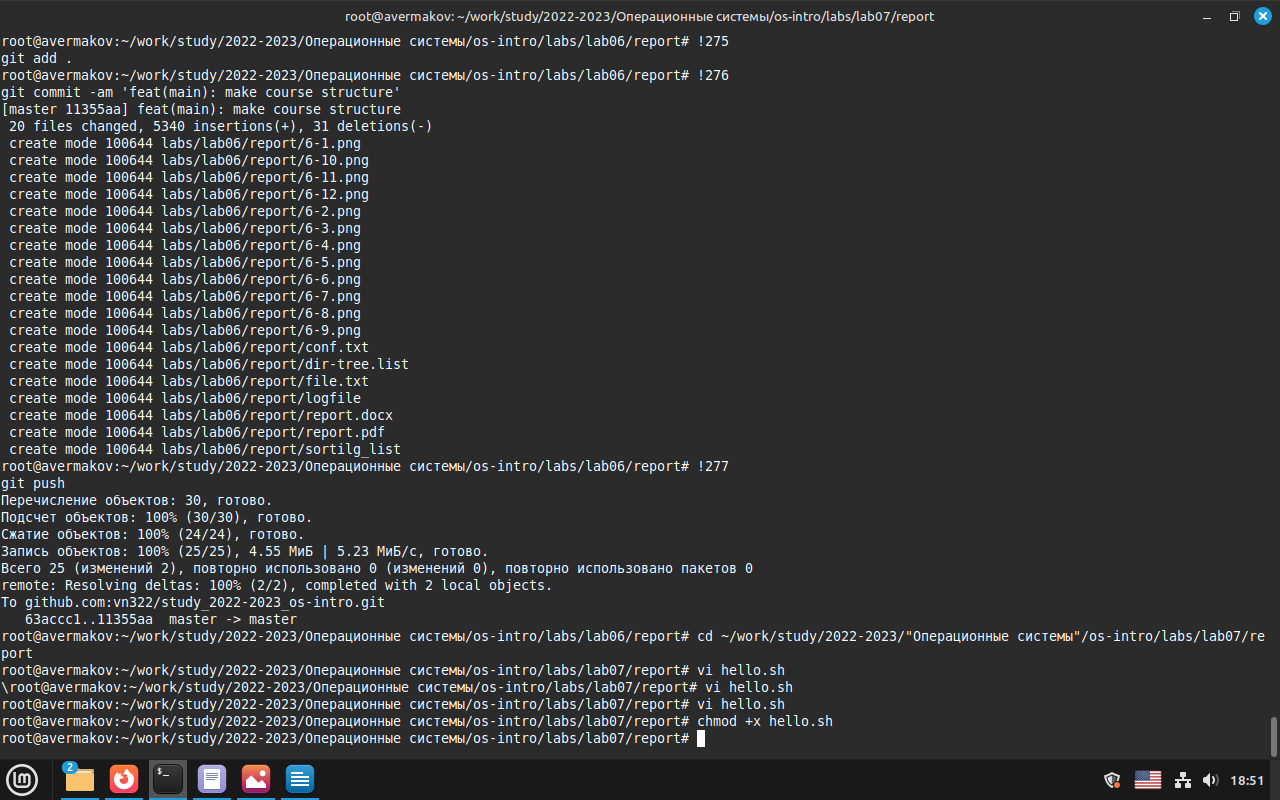 root@avermakov: ~/work/study/2022-2023/Операционные системы/os-intro/labs/lab07/report
root@avermakov:~/work/study/2022-2023/Операционные системы/os-intro/labs/lab06/report# !275
git add .
root@avermakov:~/work/study/2022-2023/Операционные системы/os-intro/labs/lab06/report# !276
git commit -am 'feat(main): make course structure'
[master 11355aa] feat(main): make course structure
 20 files changed, 5340 insertions(+), 31 deletions(-)
 create mode 100644 labs/lab06/report/6-1.png
 create mode 100644 labs/lab06/report/6-10.png
 create mode 100644 labs/lab06/report/6-11.png
 create mode 100644 labs/lab06/report/6-12.png
 create mode 100644 labs/lab06/report/6-2.png
 create mode 100644 labs/lab06/report/6-3.png
 create mode 100644 labs/lab06/report/6-4.png
 create mode 100644 labs/lab06/report/6-5.png
 create mode 100644 labs/lab06/report/6-6.png
 create mode 100644 labs/lab06/report/6-7.png
 create mode 100644 labs/lab06/report/6-8.png
 create mode 100644 labs/lab06/report/6-9.png
 create mode 100644 labs/lab06/report/conf.txt
 create mode 100644 labs/lab06/report/dir-tree.list
 create mode 100644 labs/lab06/report/file.txt
 create mode 100644 labs/lab06/report/logfile
 create mode 100644 labs/lab06/report/report.docx
 create mode 100644 labs/lab06/report/report.pdf
 create mode 100644 labs/lab06/report/sortilg_list
root@avermakov:~/work/study/2022-2023/Операционные системы/os-intro/labs/lab06/report# !277
git push
Перечисление объектов: 30, готово.
Подсчет объектов: 100% (30/30), готово.
Сжатие объектов: 100% (24/24), готово.
Запись объектов: 100% (25/25), 4.55 МиБ | 5.23 МиБ/с, готово.
Всего 25 (изменений 2), повторно использовано 0 (изменений 0), повторно использовано пакетов 0
remote: Resolving deltas: 100% (2/2), completed with 2 local objects.
To github.com:vn322/study_2022-2023_os-intro.git
   63accc1..11355aa  master -> master
root@avermakov:~/work/study/2022-2023/Операционные системы/os-intro/labs/lab06/report# cd ~/work/study/2022-2023/"Операционные системы"/os-intro/labs/lab07/re
port
root@avermakov:~/work/study/2022-2023/Операционные системы/os-intro/labs/lab07/report# vi hello.sh
\root@avermakov:~/work/study/2022-2023/Операционные системы/os-intro/labs/lab07/report# vi hello.sh
root@avermakov:~/work/study/2022-2023/Операционные системы/os-intro/labs/lab07/report# vi hello.sh
root@avermakov:~/work/study/2022-2023/Операционные системы/os-intro/labs/lab07/report# chmod +x hello.sh
root@avermakov:~/work/study/2022-2023/Операционные системы/os-intro/labs/lab07/report#
2
$_
18:51